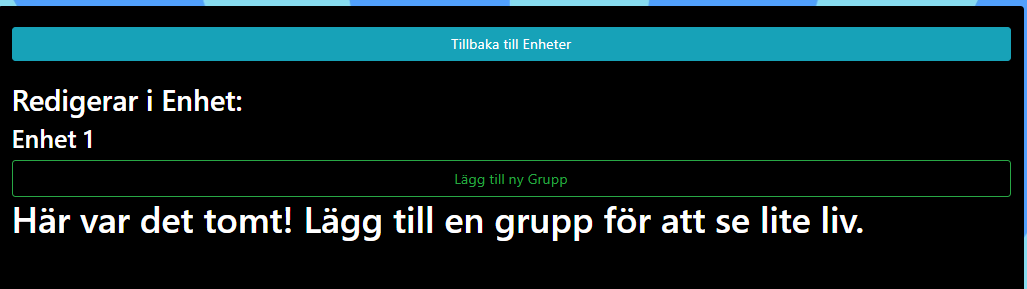 Tillbaka till Enheter
Redigerar i Enhet:
Enhet 1
Lägg till ny Grupp
Här var det tomt! Lägg till en grupp för att se lite liv.